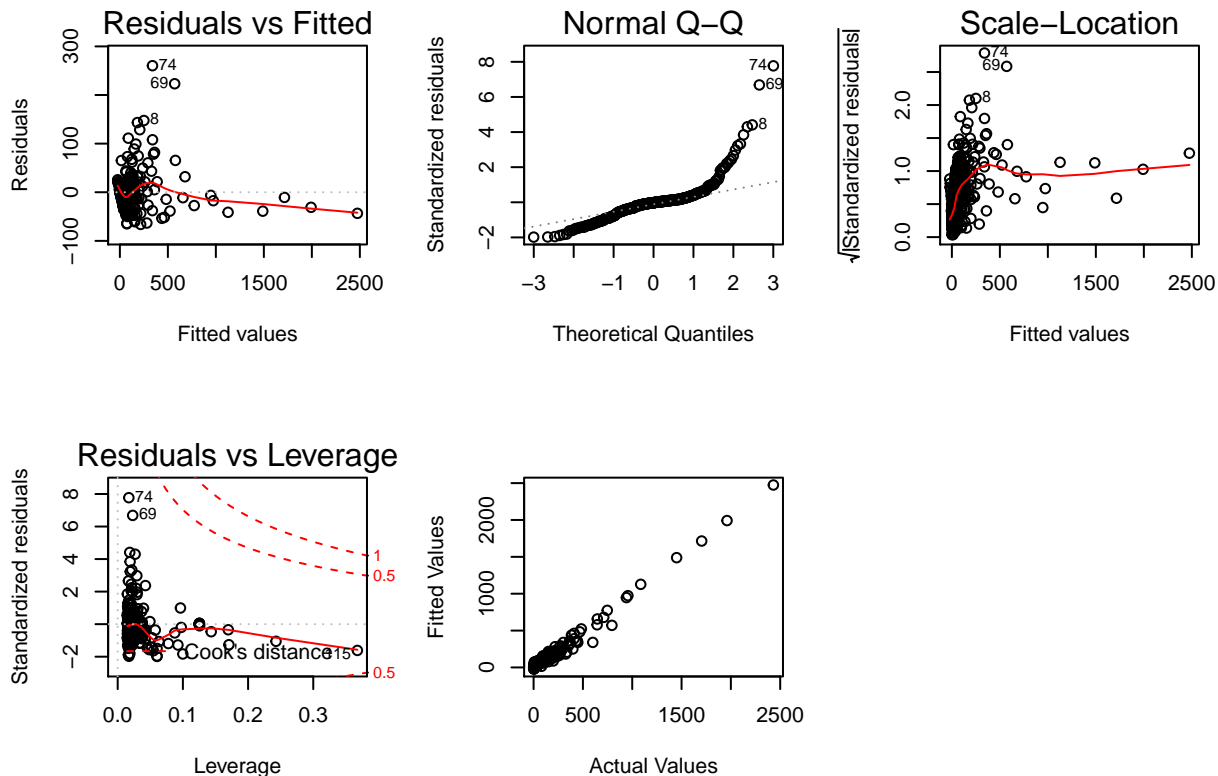 Residuals vs Fitted
Residuals
300
100
0
−100
74
69
8
0 500 1500 2500
Fitted values
Normal Q−Q
Standardized residuals
8
6
4
2
−2
74
69
8
−3 −2 −1 0 1 2 3
Theoretical Quantiles
Scale−Location
√|Standardized residuals|
2.0
1.0
0.0
74
69
8
0 500 1500 2500
Fitted values
Residuals vs Leverage
Standardized residuals
8
6
4
2
−2
74
69
1
0.5
0.5
Cook's distance
415
0.0 0.1 0.2 0.3
Leverage
Fitted Values
2000
1000
0
0 500 1500 2500
Actual Values